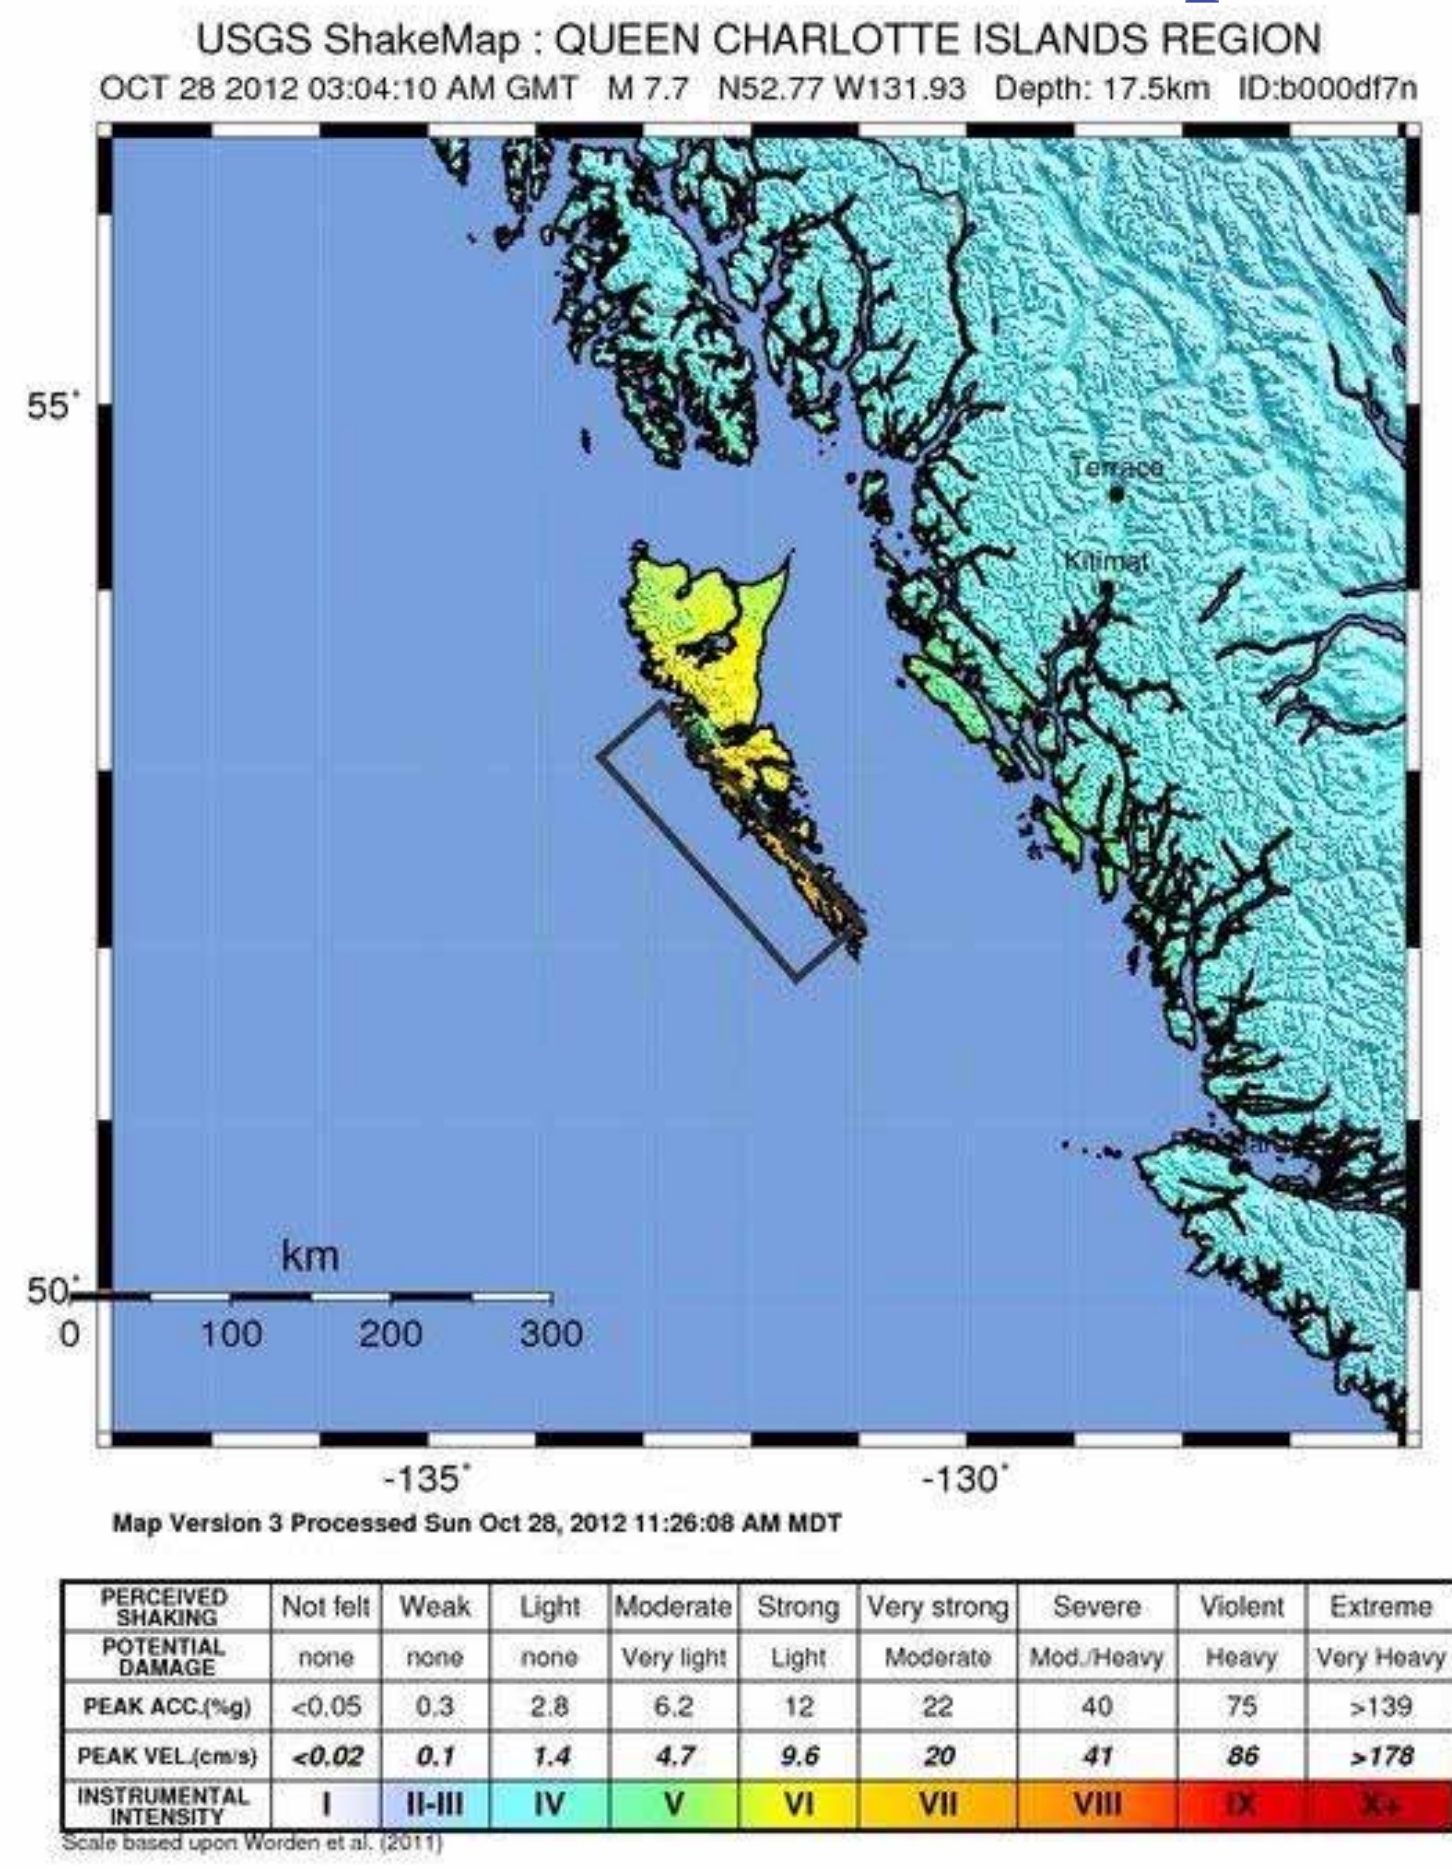 USGS ShakeMap : QUEEN CHARLOTTE ISLANDS REGION
OCT 28 2012 03:04:10 AM GMT M 7.7 N52.77 W131.93 Depth: 17.5km ID:b000df7n
55°
Terrace
Kitimat
km
50°
0 100 200 300
-135° -130°
Map Version 3 Processed Sun Oct 28, 2012 11:26:08 AM MDT
PERCEIVED SHAKING Not felt Weak Light Moderate Strong Very strong Severe Violent Extreme
POTENTIAL DAMAGE none none none Very light Light Moderate Mod./Heavy Heavy Very Heavy
PEAK ACC.(%g) <0.05 0.3 2.8 6.2 12 22 40 75 >139
PEAK VEL.(cm/s) <0.02 0.1 1.4 4.7 9.6 20 41 86 >178
INSTRUMENTAL INTENSITY I II-III IV V VI VII VIII IX X+
Scale based upon Worden et al. (2011)